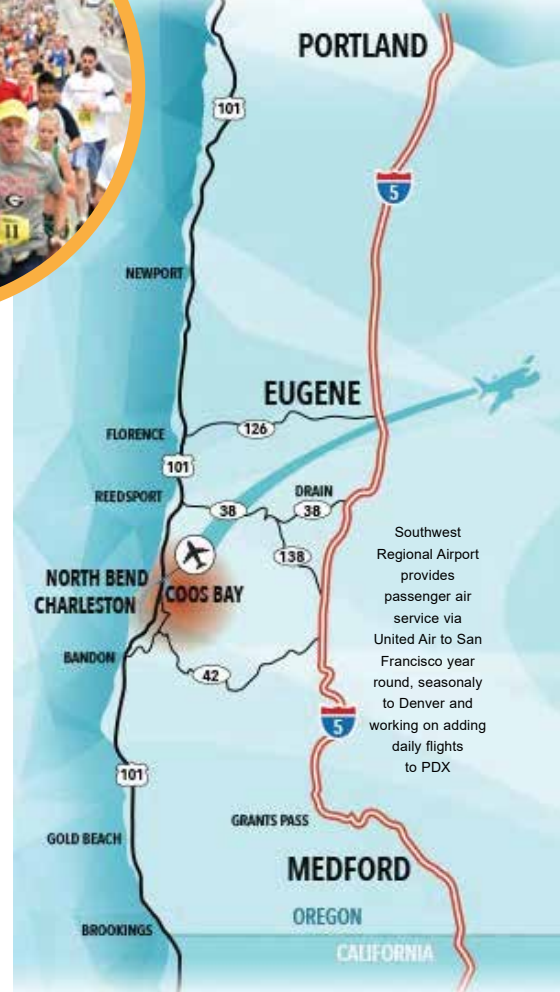 PORTLAND
101
5
11
G
NEWPORT
EUGENE
126
FLORENCE
101
REEDSPORT
DRAIN
38
38
138
NORTH BEND
CHARLESTON
COOS BAY
BANDON
42
Southwest
Regional Airport
provides
passenger air
service via
United Air to San
Francisco year
round, seasonaly
to Denver and
working on adding
daily flights
to PDX
5
101
GRANTS PASS
GOLD BEACH
MEDFORD
OREGON
BROOKINGS
CALIFORNIA